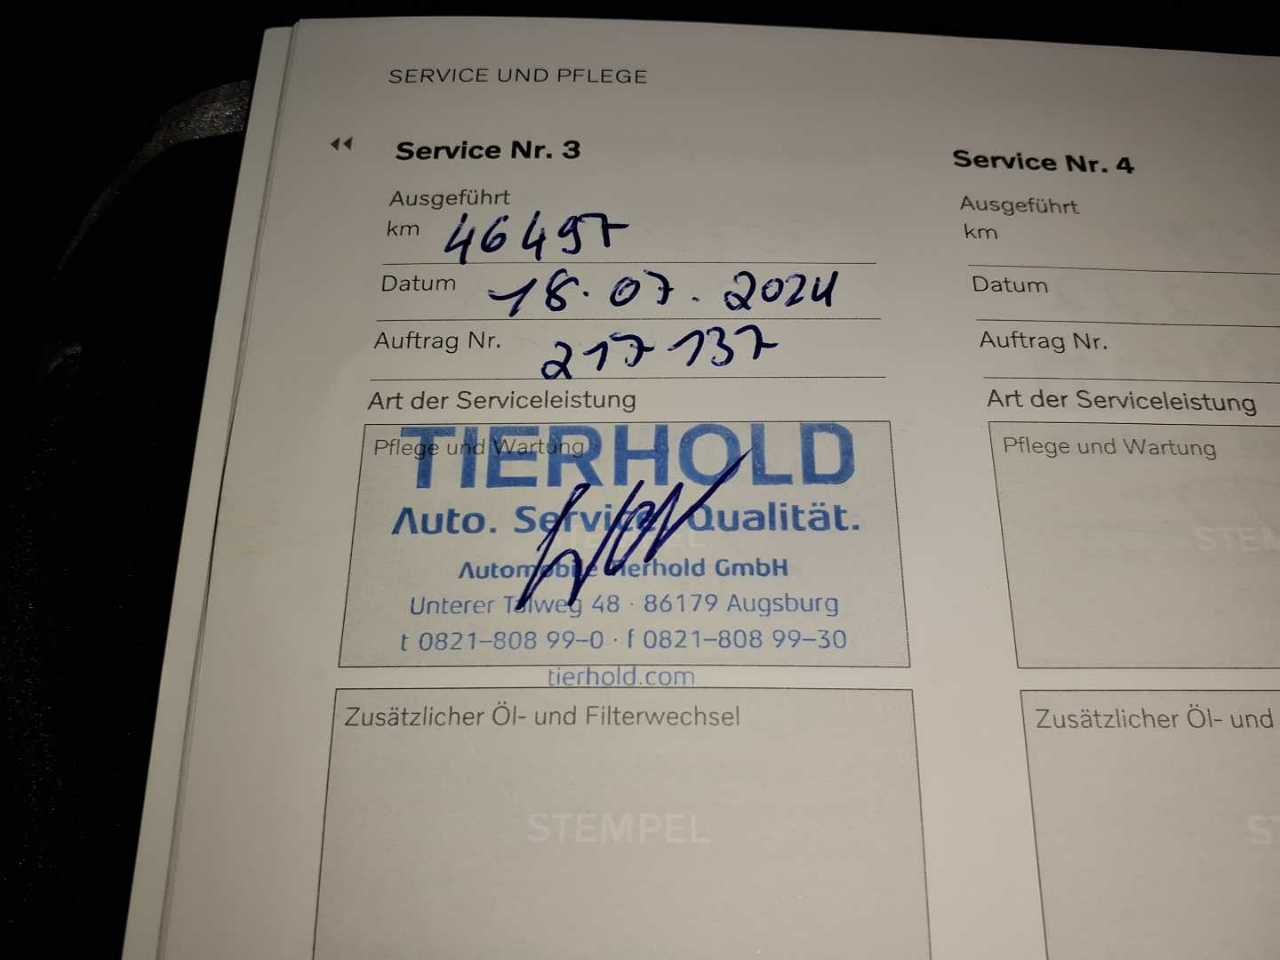 SERVICE UND PFLEGE
Service Nr. 3
Ausgeführt
km 46497
Datum 18.07.2024
Auftrag Nr. 217137
Art der Serviceleistung
Pflege und Wartung
TIERHOLD
Auto. Service. Qualität.
Automobile Tierhold GmbH
Unterer Talweg 48 · 86179 Augsburg
t 0821–808 99–0 · f 0821–808 99–30
tierhold.com
Zusätzlicher Öl- und Filterwechsel
STEMPEL
Service Nr. 4
Ausgeführt
km
Datum
Auftrag Nr.
Art der Serviceleistung
Pflege und Wartung
STEM
Zusätzlicher Öl- und